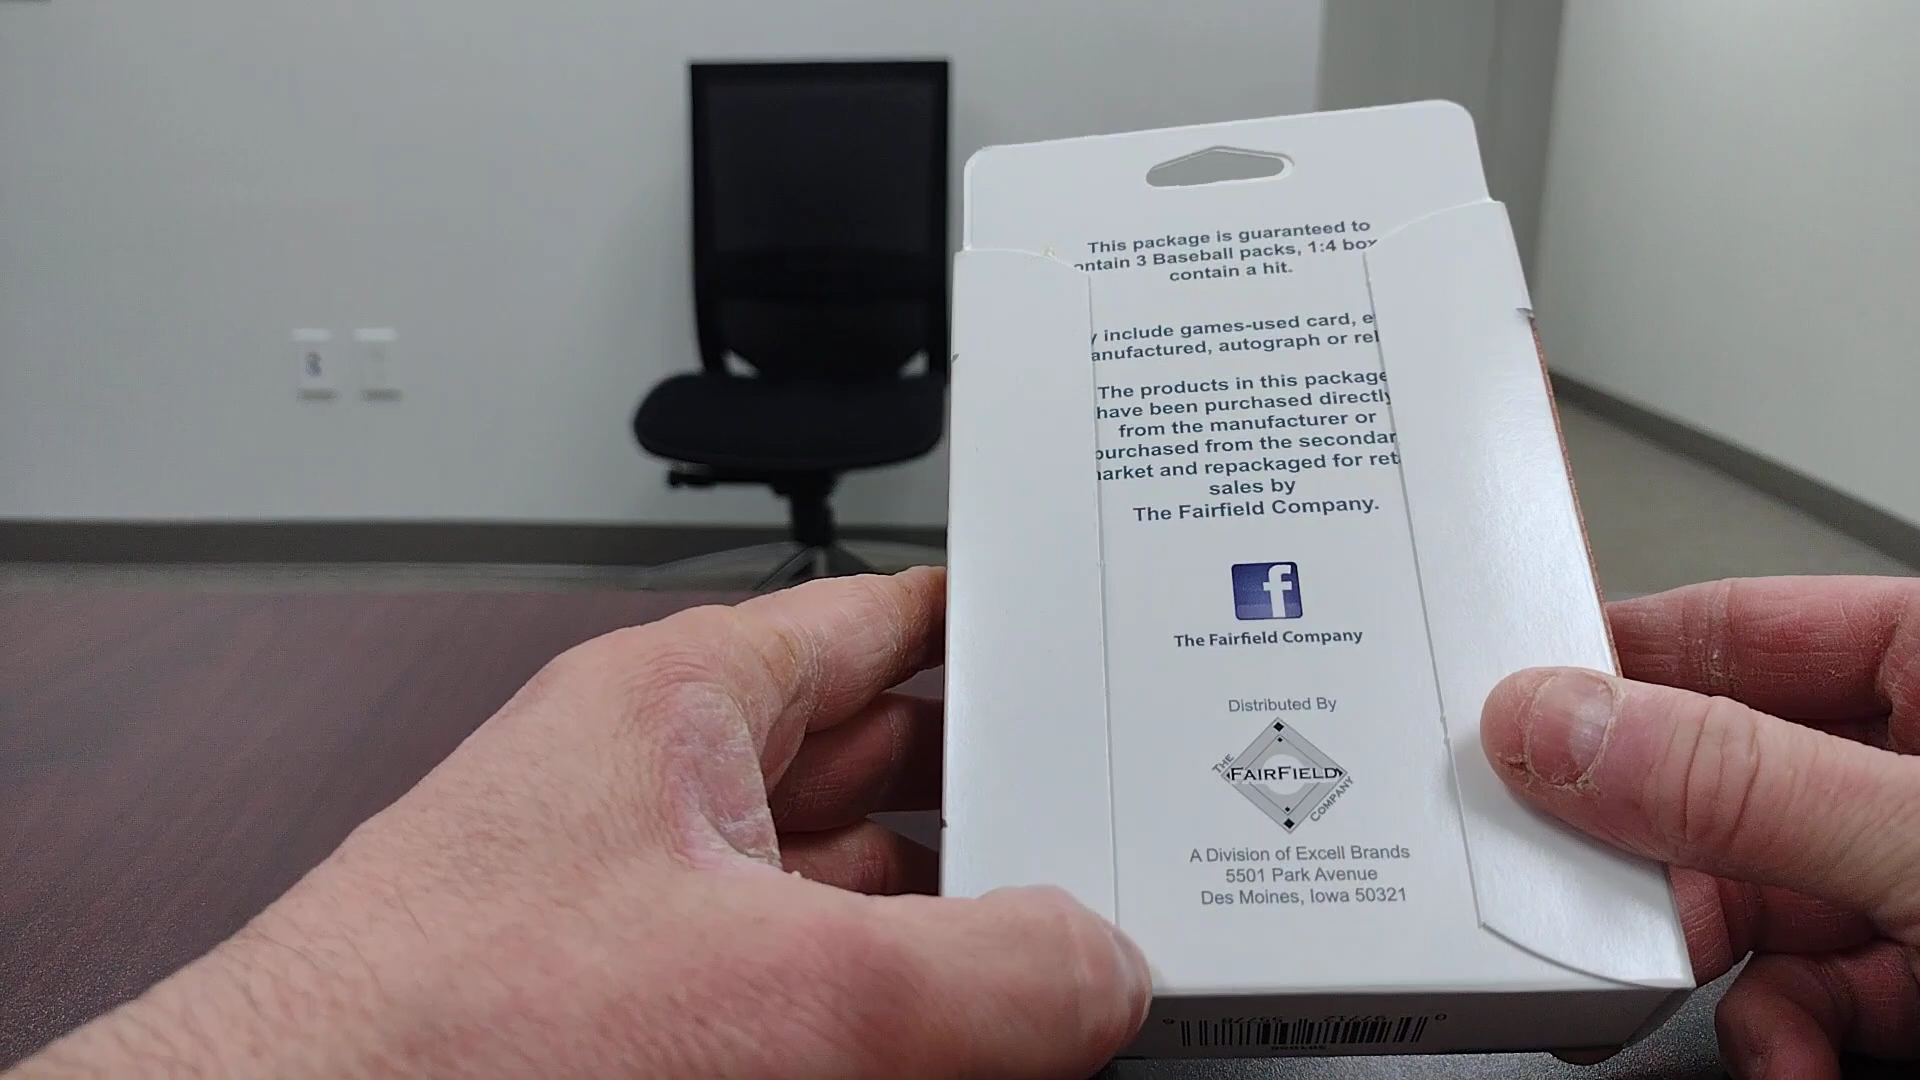 This package is guaranteed to
ontain 3 Baseball packs, 1:4 box
contain a hit.
include games-used card, e
anufactured, autograph or rel
The products in this package
have been purchased directly
from the manufacturer or
purchased from the secondar
arket and repackaged for ret
sales by
The Fairfield Company.
f
The Fairfield Company
Distributed By
THE
FAIRFIELD
COMPANY
A Division of Excell Brands
5501 Park Avenue
Des Moines, Iowa 50321